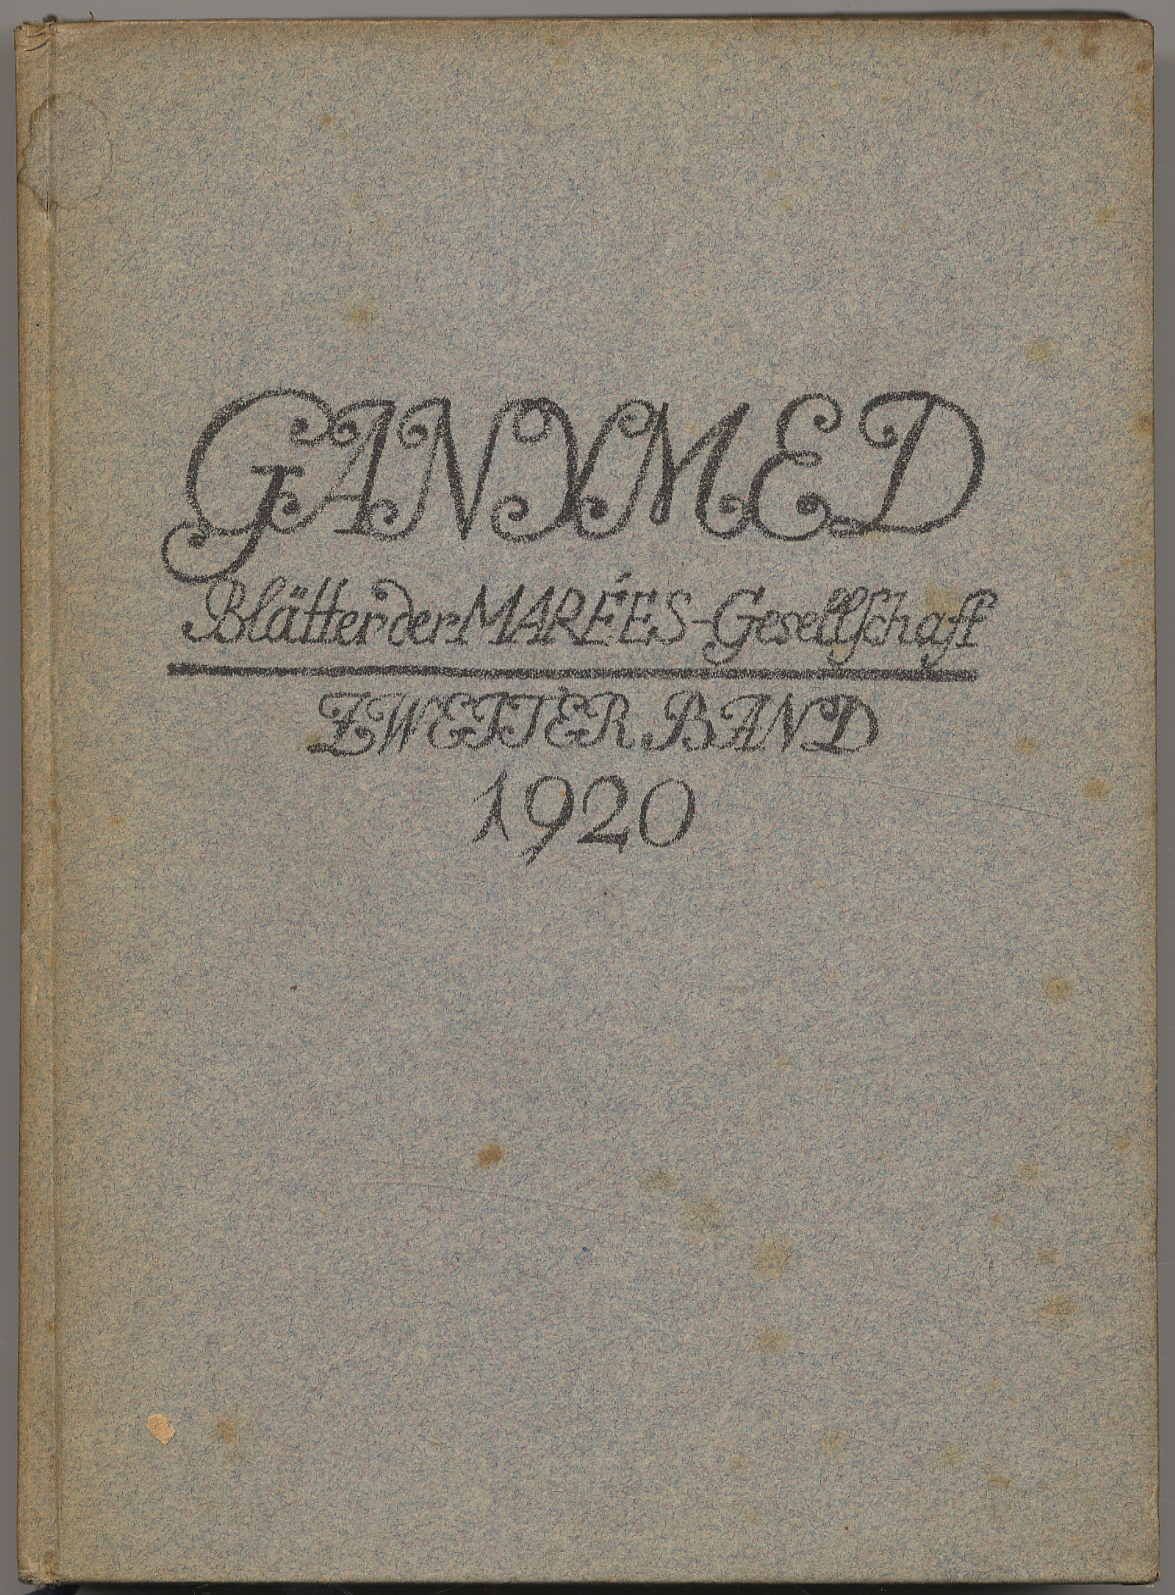 GANYMED
Blätter der MARÉES-Gesellſchaft
ZWEITER BAND
1920